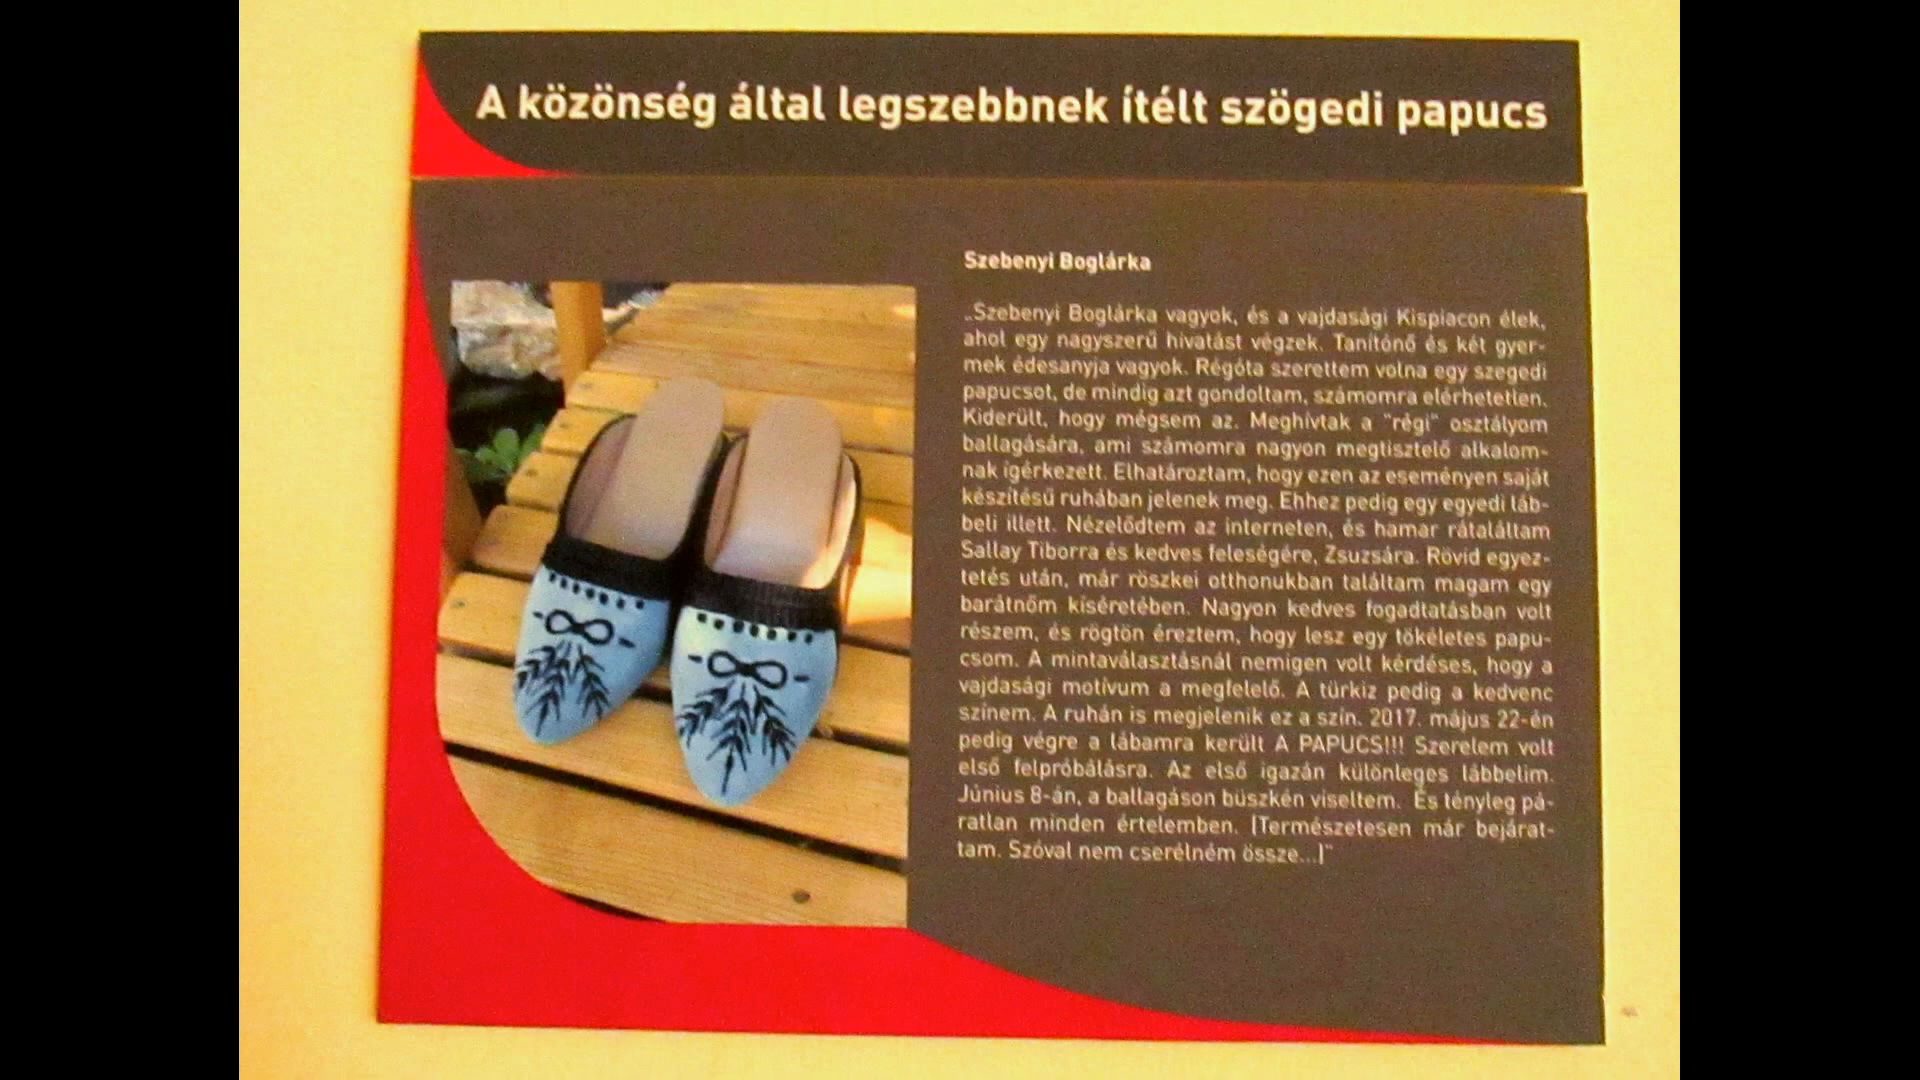 A közönség által legszebbnek ítélt szögedi papucs
Szebenyi Boglárka
„Szebenyi Boglárka vagyok, és a vajdasági Kispiacon élek,
ahol egy nagyszerű hivatást végzek. Tanítónő és két gyer-
mek édesanyja vagyok. Régóta szerettem volna egy szegedi
papucsot, de mindig azt gondoltam, számomra elérhetetlen.
Kiderült, hogy mégsem az. Meghívtak a "régi" osztályom
ballagására, ami számomra nagyon megtisztelő alkalom-
nak ígérkezett. Elhatároztam, hogy ezen az eseményen saját
készítésű ruhában jelenek meg. Ehhez pedig egy egyedi láb-
beli illett. Nézelődtem az interneten, és hamar rátaláltam
Sallay Tiborra és kedves feleségére, Zsuzsára. Rövid egyez-
tetés után, már röszkei otthonukban találtam magam egy
barátnőm kíséretében. Nagyon kedves fogadtatásban volt
részem, és rögtön éreztem, hogy lesz egy tökéletes papu-
csom. A mintaválasztásnál nemigen volt kérdéses, hogy a
vajdasági motívum a megfelelő. A türkiz pedig a kedvenc
színem. A ruhán is megjelenik ez a szín. 2017. május 22-én
pedig végre a lábamra került A PAPUCS!!! Szerelem volt
első felpróbálásra. Az első igazán különleges lábbelim.
Június 8-án, a ballagáson büszkén viseltem. És tényleg pá-
ratlan minden értelemben. (Természetesen már bejárat-
tam. Szóval nem cserélném össze...)"